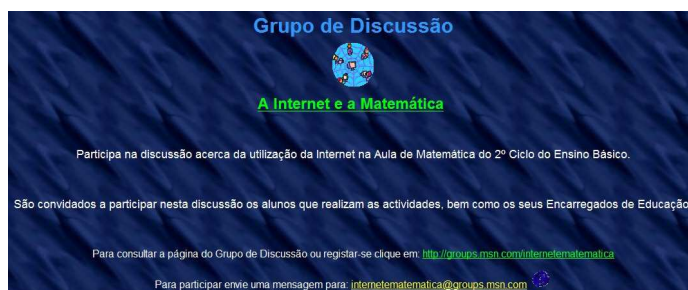 Grupo de Discussão
A Internet e a Matemática
Participa na discussão acerca da utilização da Internet na Aula de Matemática do 2º Ciclo do Ensino Básico.
São convidados a participar nesta discussão os alunos que realizam as actividades, bem como os seus Encarregados de Educação
Para consultar a página do Grupo de Discussão ou registar-se clique em: http://groups.msn.com/internetematematica
Para participar envie uma mensagem para: internetematematica@groups.msn.com